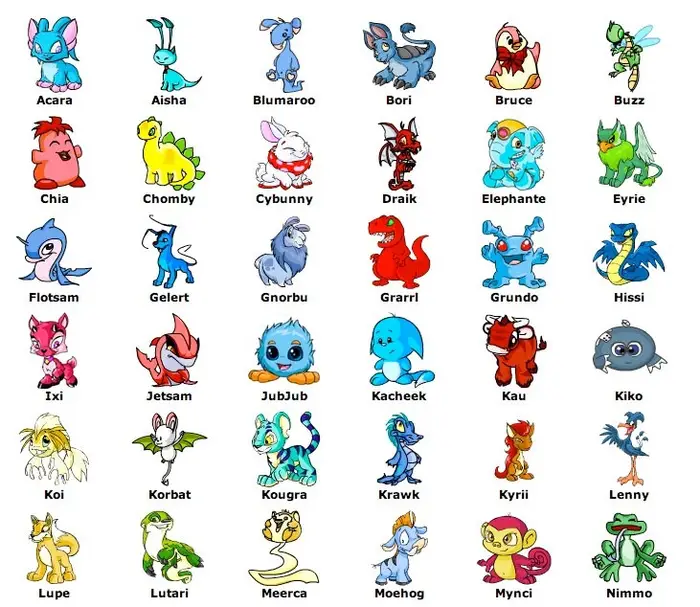 Acara Aisha Blumaroo Bori Bruce Buzz
Chia Chomby Cybunny Draik Elephante Eyrie
Flotsam Gelert Gnorbu Grarrl Grundo Hissi
Ixi Jetsam JubJub Kacheek Kau Kiko
Koi Korbat Kougra Krawk Kyrii Lenny
Lupe Lutari Meerca Moehog Mynci Nimmo